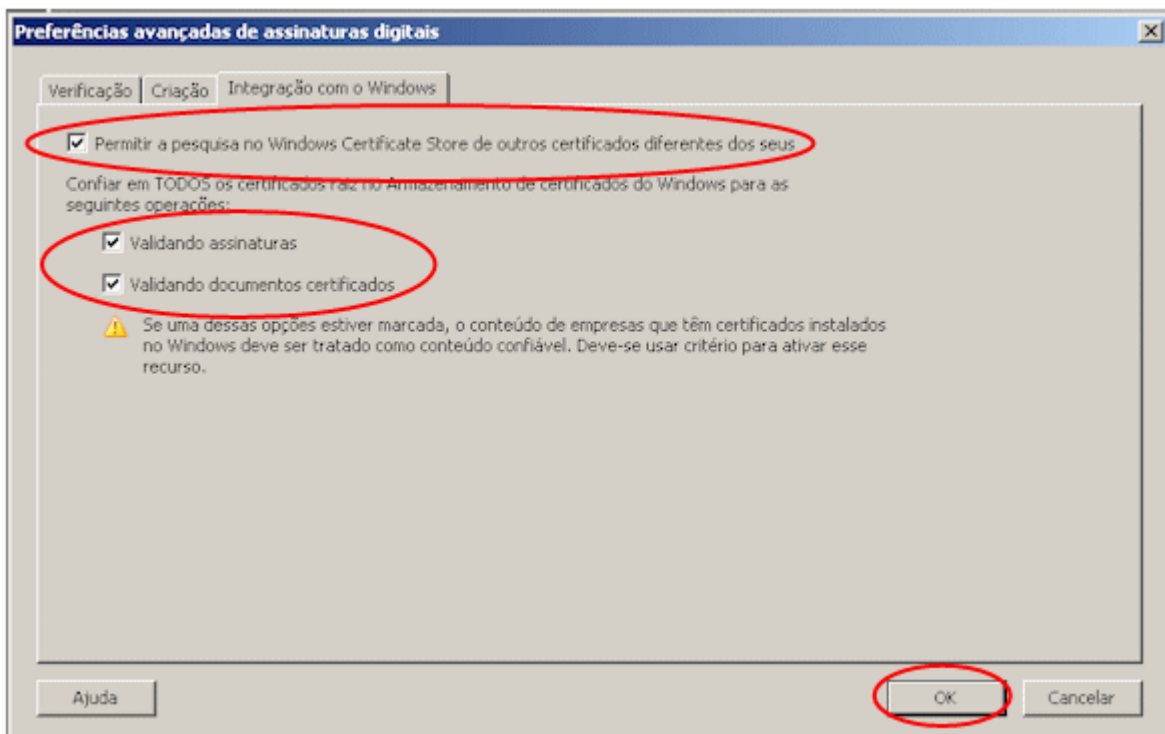 Preferências avançadas de assinaturas digitais
Verificação Criação Integração com o Windows
Permitir a pesquisa no Windows Certificate Store de outros certificados diferentes dos seus
Confiar em TODOS os certificados raiz no Armazenamento de certificados do Windows para as
seguintes operações:
Validando assinaturas
Validando documentos certificados
Se uma dessas opções estiver marcada, o conteúdo de empresas que têm certificados instalados
no Windows deve ser tratado como conteúdo confiável. Deve-se usar critério para ativar esse
recurso.
Ajuda OK Cancelar